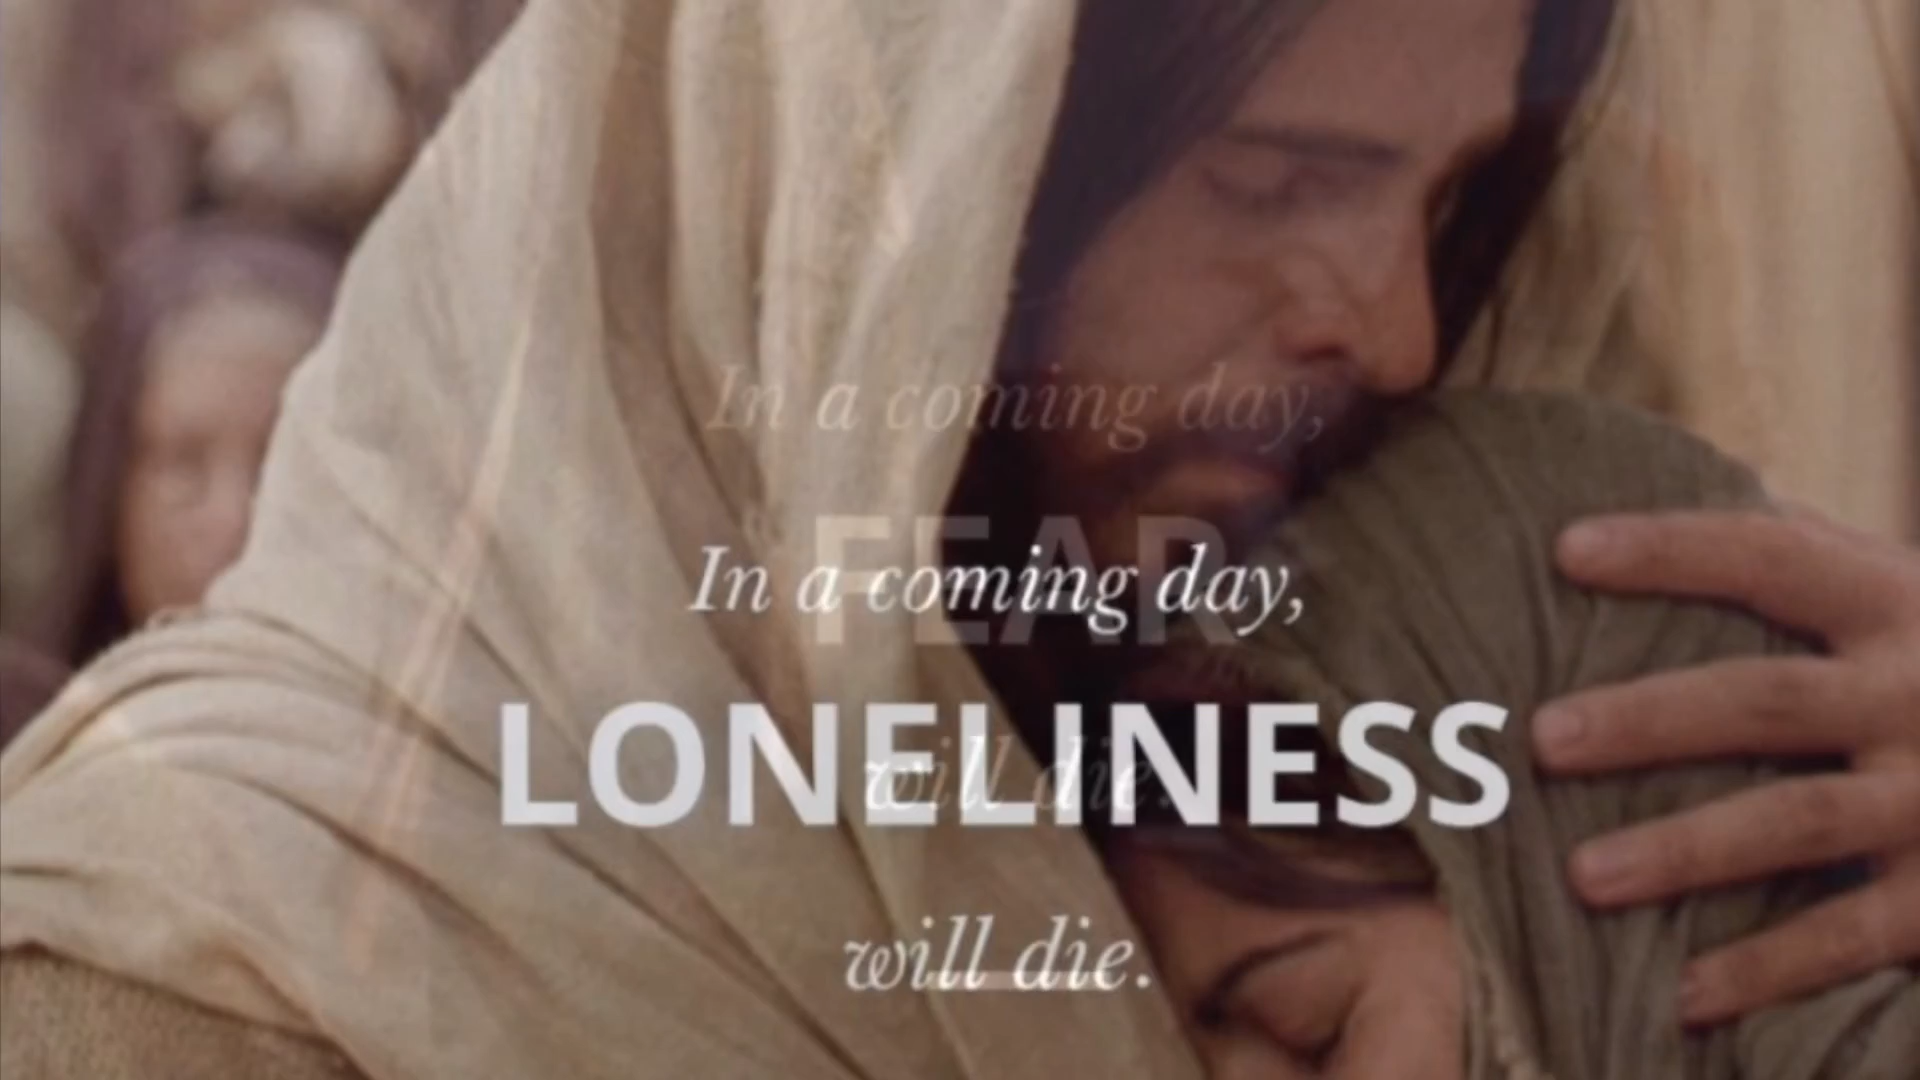 In a coming day,
FEAR
will die.
In a coming day,
LONELINESS
will die.